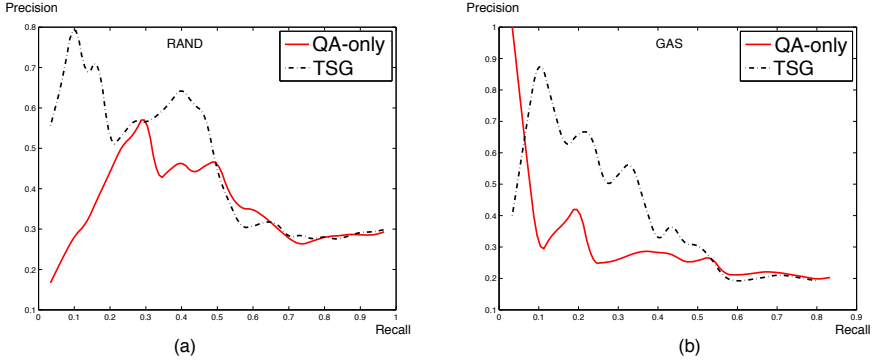 Precision
RAND
QA-only
TSG
0.8
0.7
0.6
0.5
0.4
0.3
0.2
0.1
0 0.1 0.2 0.3 0.4 0.5 0.6 0.7 0.8 0.9 1
Recall
(a)
Precision
GAS
QA-only
TSG
1
0.9
0.8
0.7
0.6
0.5
0.4
0.3
0.2
0.1
0 0.1 0.2 0.3 0.4 0.5 0.6 0.7 0.8 0.9
Recall
(b)